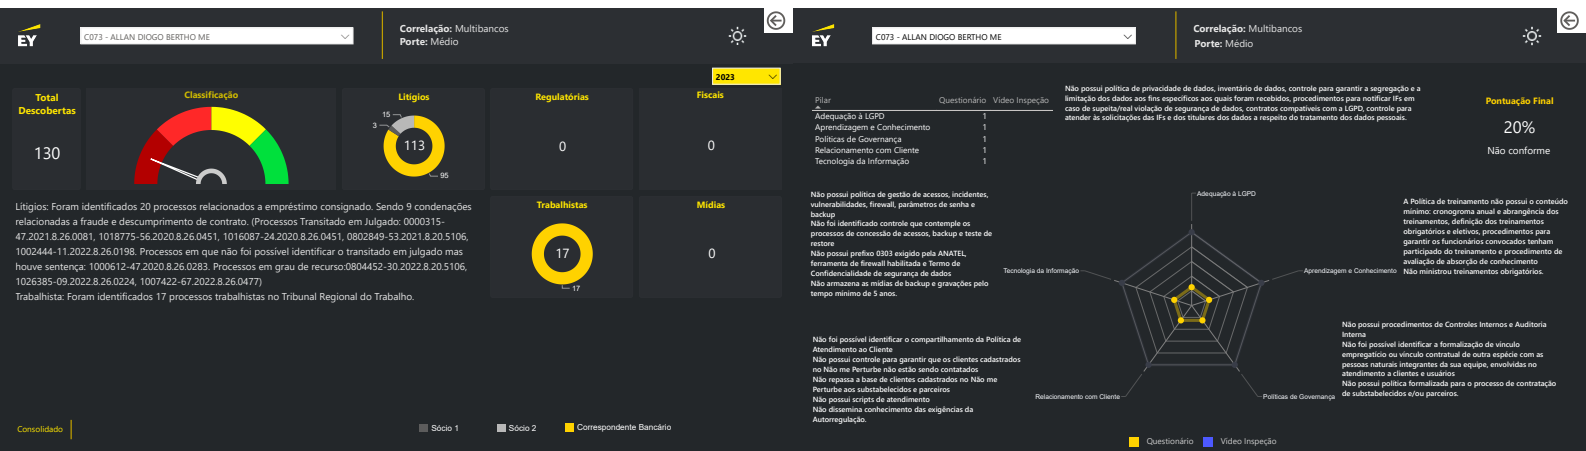 EY
C073 - ALLAN DIOGO BERTHO ME
Correlação: Multibancos
Porte: Médio
2023
Total
Descobertas
130
Classificação
Litígios
15
3
113
95
Regulatórias
0
Fiscais
0
Litígios: Foram identificados 20 processos relacionados a empréstimo consignado. Sendo 9 condenações
relacionadas a fraude e descumprimento de contrato. (Processos Transitado em Julgado: 0000315-
47.2021.8.26.0081, 1018775-56.2020.8.26.0451, 1016087-24.2020.8.26.0451, 0802849-53.2021.8.20.5106,
1002444-11.2022.8.26.0198. Processos em que não foi possível identificar o transitado em julgado mas
houve sentença: 1000612-47.2020.8.26.0283. Processos em grau de recurso:0804452-30.2022.8.20.5106,
1026385-09.2022.8.26.0224, 1007422-67.2022.8.26.0477)
Trabalhista: Foram identificados 17 processos trabalhistas no Tribunal Regional do Trabalho.
Trabalhistas
17
17
Mídias
0
Consolidado
Sócio 1
Sócio 2
Correspondente Bancário
EY
C073 - ALLAN DIOGO BERTHO ME
Correlação: Multibancos
Porte: Médio
Pilar Questionário Vídeo Inspeção
Adequação à LGPD 1
Aprendizagem e Conhecimento 1
Políticas de Governança 1
Relacionamento com Cliente 1
Tecnologia da Informação 1
Não possui política de privacidade de dados, inventário de dados, controle para garantir a segregação e a
limitação dos dados aos fins específicos aos quais foram recebidos, procedimentos para notificar IFs em
caso de supeita/real violação de segurança de dados, contratos compatíveis com a LGPD, controle para
atender às solicitações das IFs e dos titulares dos dados a respeito do tratamento dos dados pessoais.
Pontuação Final
20%
Não conforme
Não possui política de gestão de acessos, incidentes,
vulnerabilidades, firewall, parâmetros de senha e
backup
Não foi identificado controle que contemple os
processos de concessão de acessos, backup e teste de
restore
Não possui prefixo 0303 exigido pela ANATEL,
ferramenta de firewall habilitada e Termo de
Confidencialidade de segurança de dados
Não armazena as mídias de backup e gravações pelo
tempo mínimo de 5 anos.
Adequação à LGPD
Tecnologia da Informação
Aprendizagem e Conhecimento
Relacionamento com Cliente
Políticas de Governança
A Política de treinamento não possui o conteúdo
mínimo: cronograma anual e abrangência dos
treinamentos, definição dos treinamentos
obrigatórios e eletivos, procedimentos para
garantir os funcionários convocados tenham
participado do treinamento e procedimento de
avaliação de absorção de conhecimento
Não ministrou treinamentos obrigatórios.
Não foi possível identificar o compartilhamento da Política de
Atendimento ao Cliente
Não possui controle para garantir que os clientes cadastrados
no Não me Perturbe não estão sendo contatados
Não repassa a base de clientes cadastrados no Não me
Perturbe aos substabelecidos e parceiros
Não possui scripts de atendimento
Não dissemina conhecimento das exigências da
Autorregulação.
Não possui procedimentos de Controles Internos e Auditoria
Interna
Não foi possível identificar a formalização de vínculo
empregatício ou vínculo contratual de outra espécie com as
pessoas naturais integrantes da sua equipe, envolvidas no
atendimento a clientes e usuários
Não possui política formalizada para o processo de contratação
de substabelecidos e/ou parceiros.
Questionário
Vídeo Inspeção